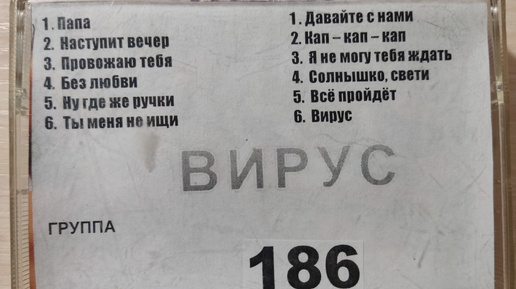 1. Папа
2. Наступит вечер
3. Провожаю тебя
4. Без любви
5. Ну где же ручки
6. Ты меня не ищи
1. Давайте с нами
2. Кап – кап – кап
3. Я не могу тебя ждать
4. Солнышко, свети
5. Всё пройдёт
6. Вирус
ВИРУС
ГРУППА
186